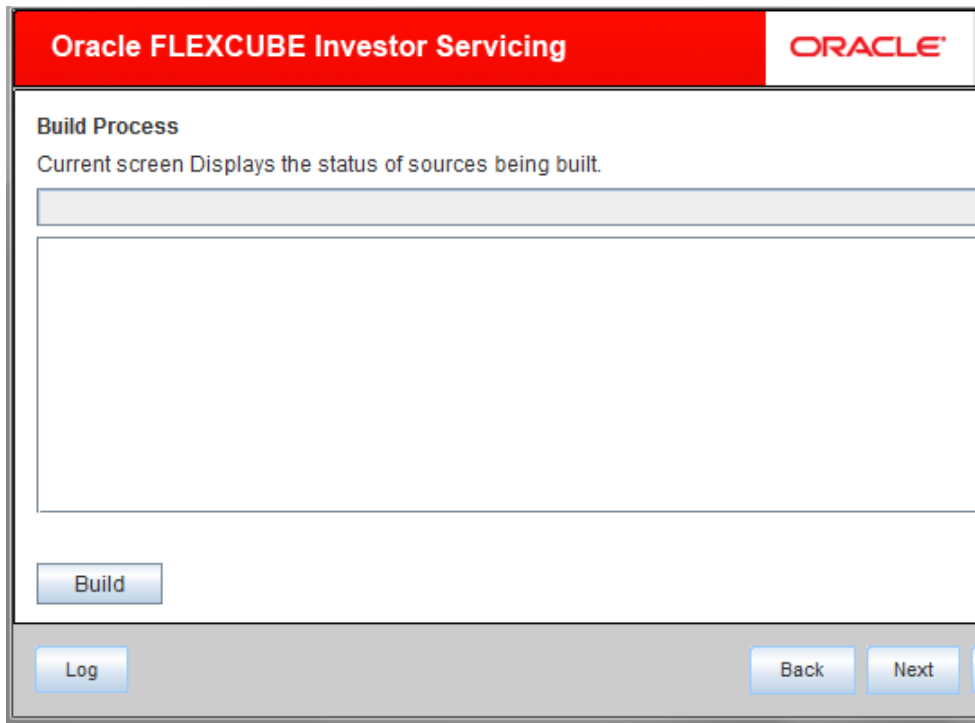 Oracle FLEXCUBE Investor Servicing
ORACLE
Build Process
Current screen Displays the status of sources being built.
Build
Log
Back
Next